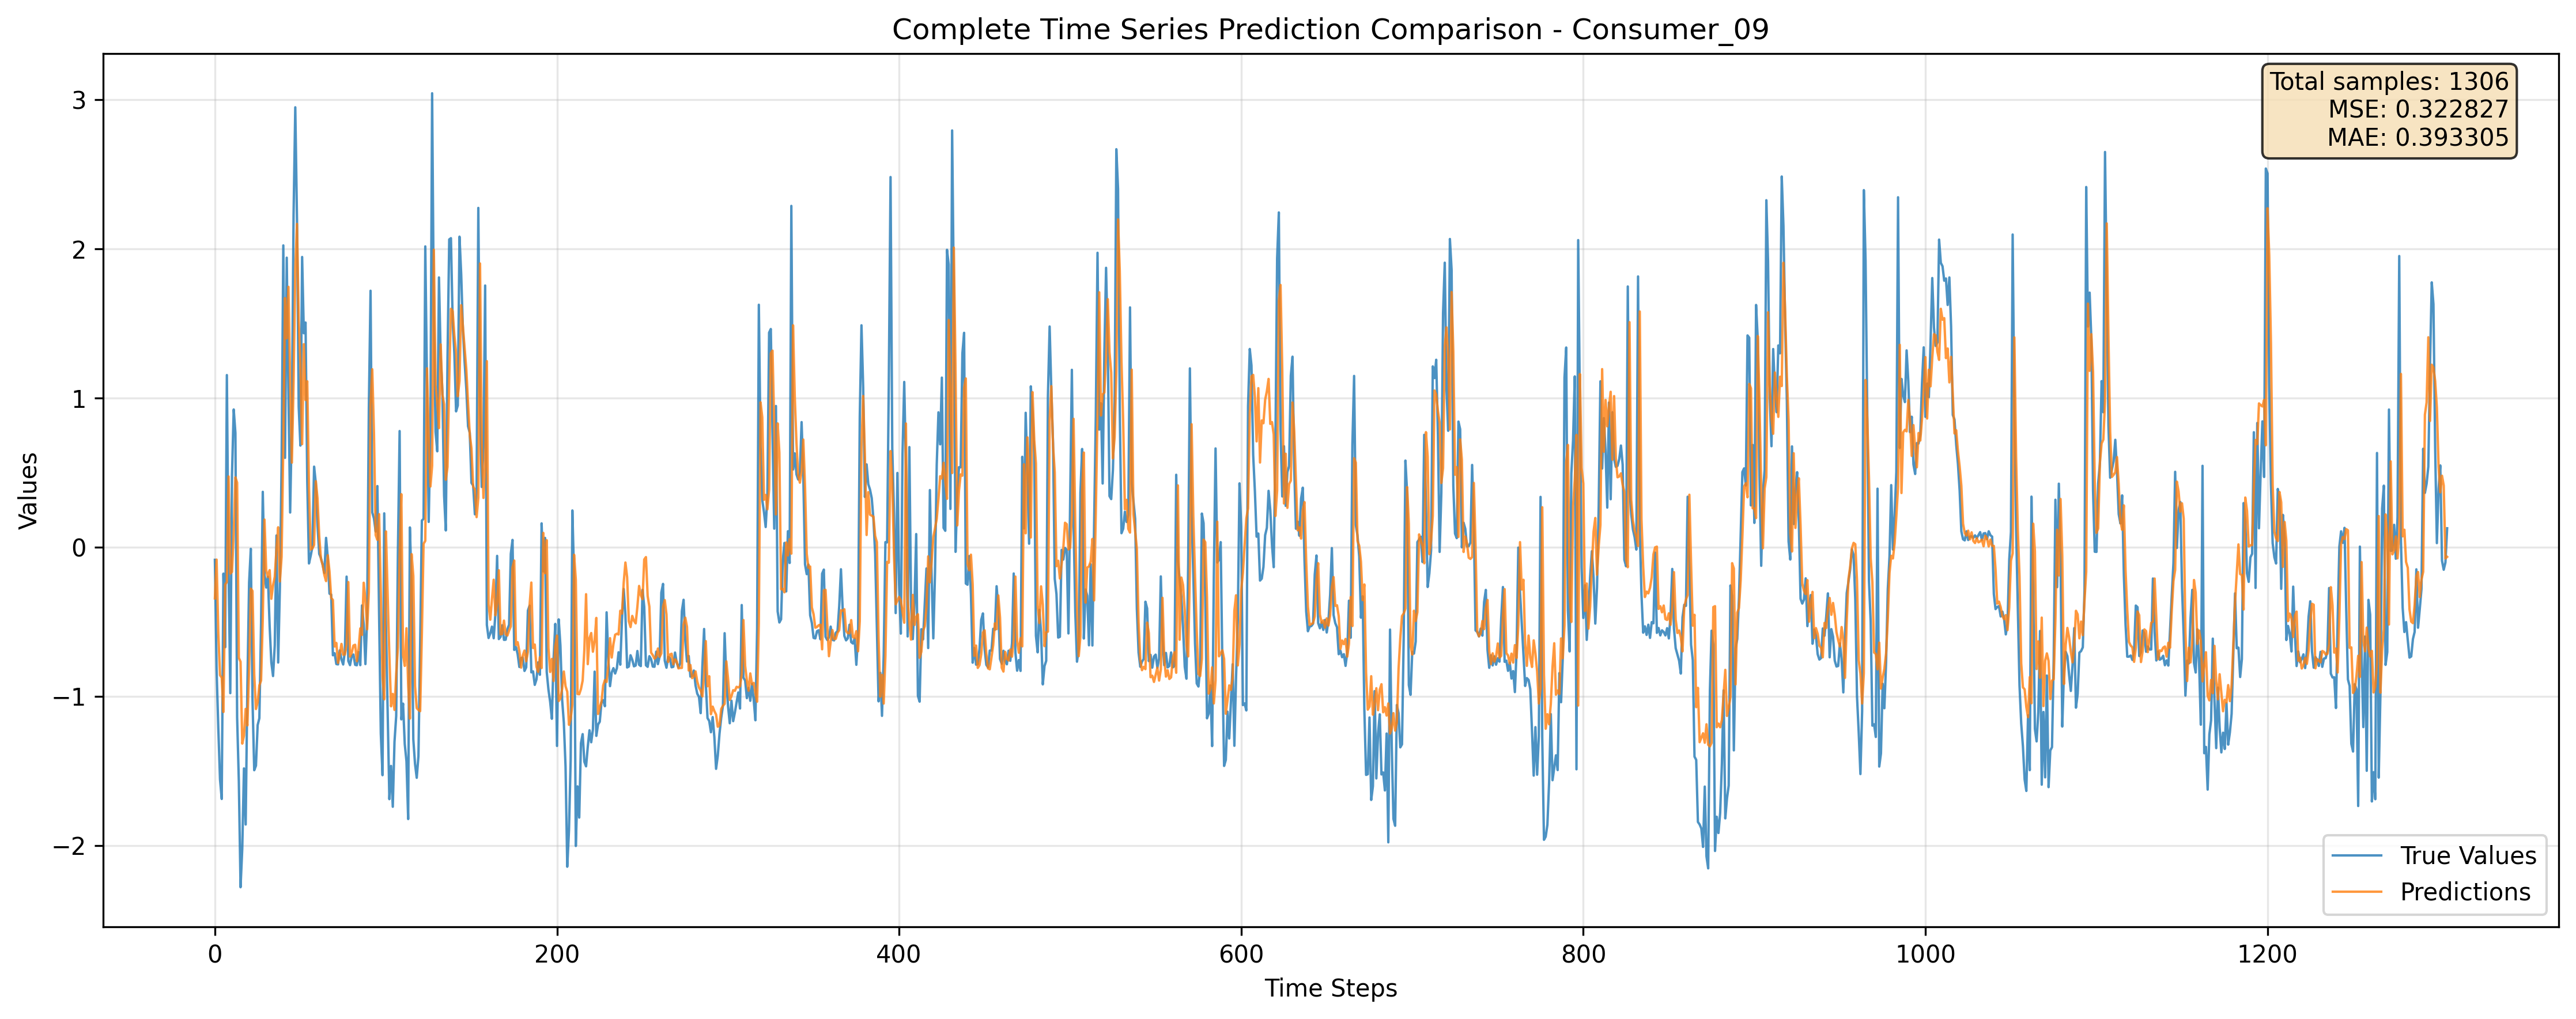 Complete Time Series Prediction Comparison - Consumer_09
Total samples: 1306
MSE: 0.322827
MAE: 0.393305
Values
3
2
1
0
−1
−2
True Values
Predictions
0 200 400 600 800 1000 1200
Time Steps